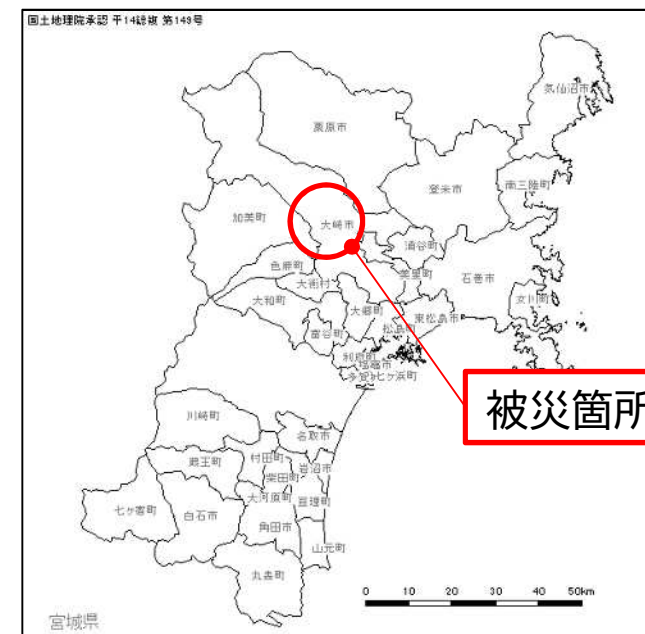 国土地理院承認 平14総複 第149号
気仙沼市
栗原市
登米市
南三陸町
加美町
大崎市
涌谷町
色麻町
美里町
石巻市
大衡村
女川町
大和町
大郷町
東松島市
富谷町
松島町
利府町
塩竈市
七ヶ浜町
被災箇所
川崎町
名取市
村田町
岩沼市
蔵王町
柴田町
七ヶ宿町
大河原町
亘理町
白石市
角田市
山元町
丸森町
0 10 20 30 40 50km
宮城県